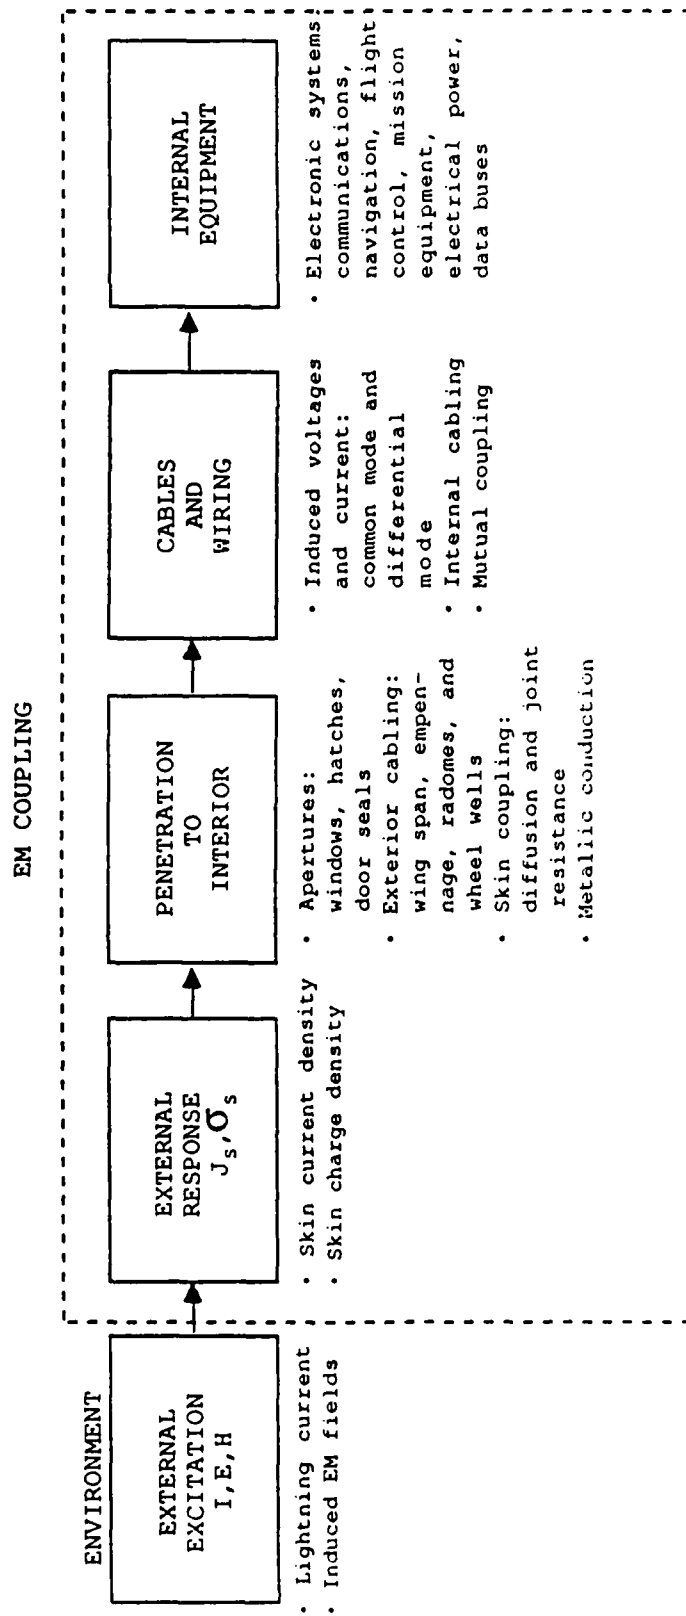 EM COUPLING
ENVIRONMENT
EXTERNAL
EXCITATION
I,E,H
· Lightning current
· Induced EM fields
EXTERNAL
RESPONSE
Js,σs
· Skin current density
· Skin charge density
PENETRATION
TO
INTERIOR
· Apertures:
windows, hatches,
door seals
· Exterior cabling:
wing span, empen-
nage, radomes, and
wheel wells
· Skin coupling:
diffusion and joint
resistance
· Metallic conduction
CABLES
AND
WIRING
· Induced voltages
and current:
common mode and
differential
mode
· Internal cabling
· Mutual coupling
INTERNAL
EQUIPMENT
· Electronic systems,
communications,
navigation, flight
control, mission
equipment,
electrical power,
data buses